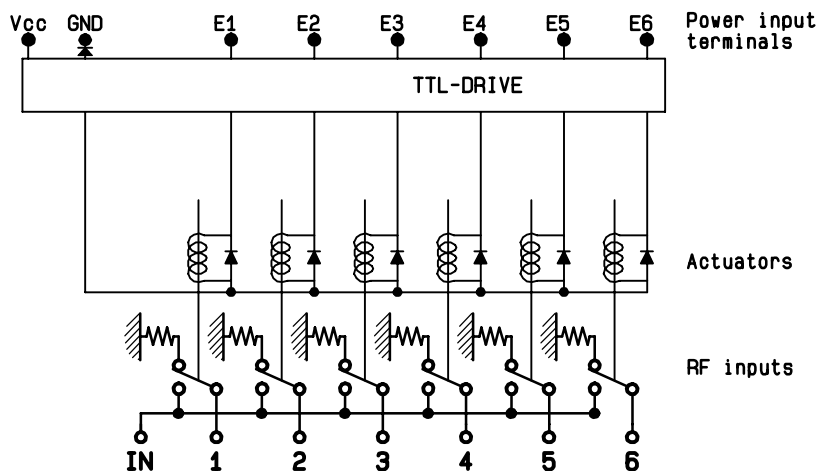 Vcc GND E1 E2 E3 E4 E5 E6 Power input
terminals
TTL-DRIVE
Actuators
RF inputs
IN 1 2 3 4 5 6